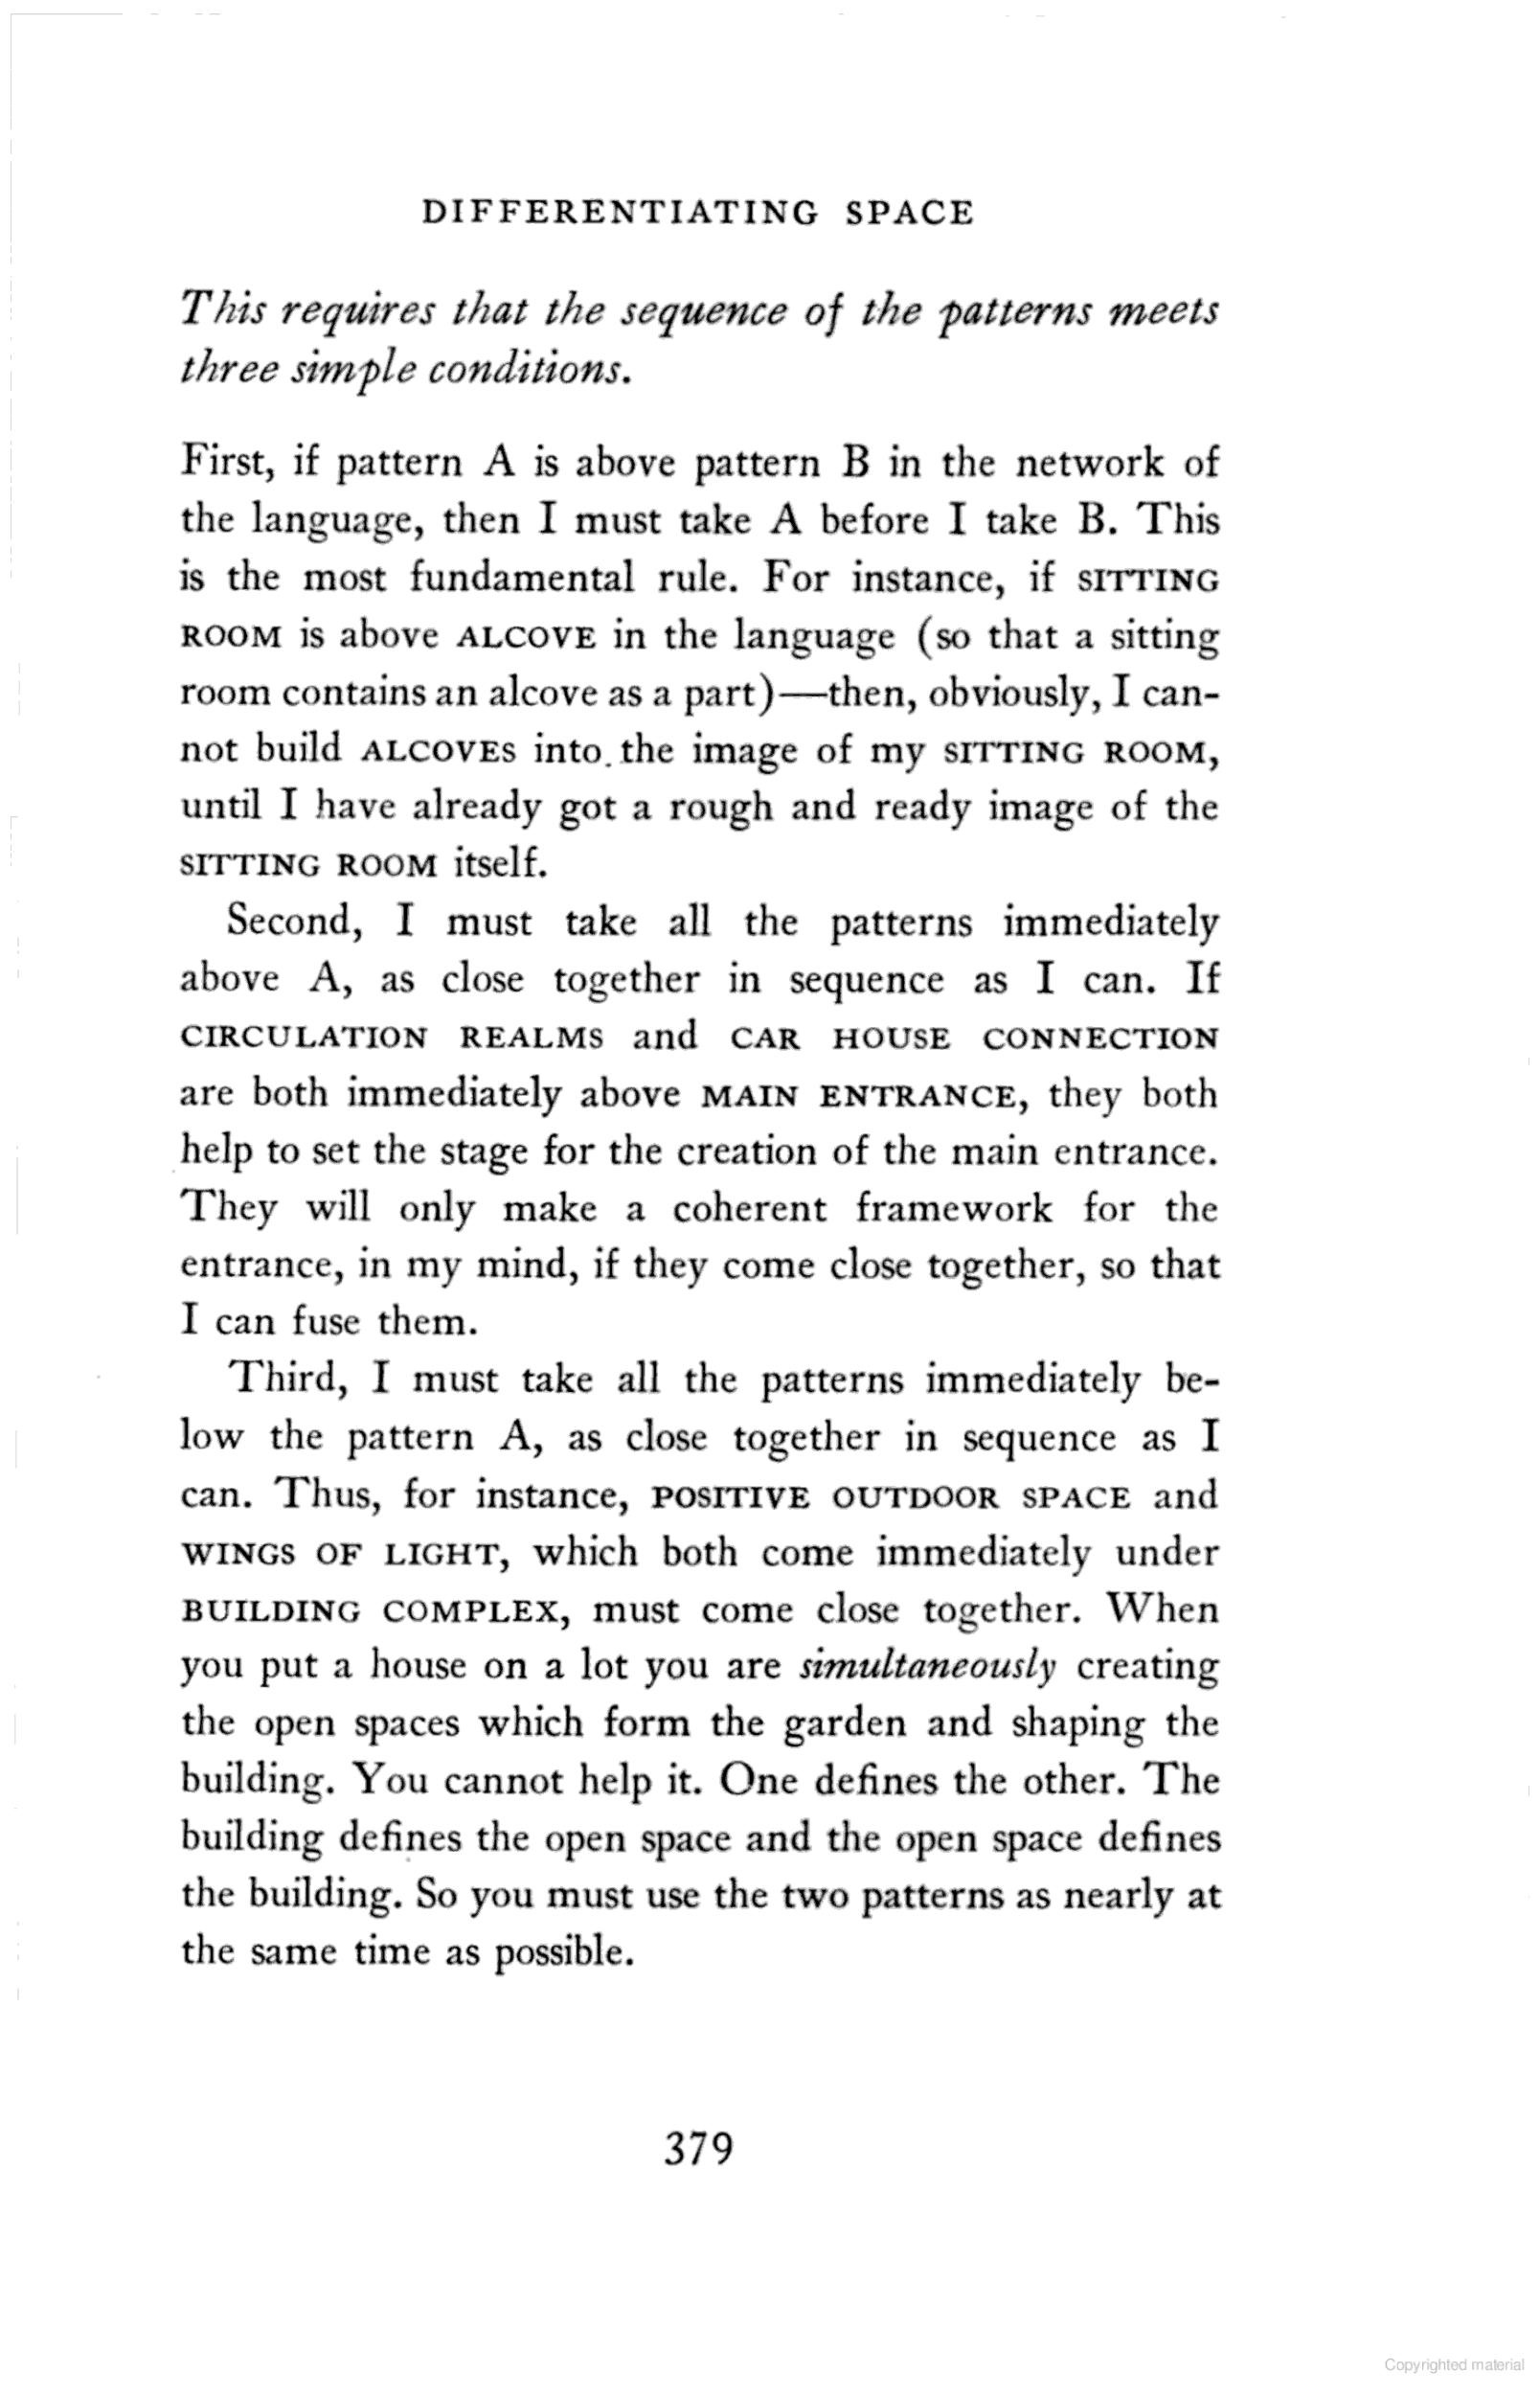 DIFFERENTIATING SPACE
This requires that the sequence of the patterns meets
three simple conditions.
First, if pattern A is above pattern B in the network of
the language, then I must take A before I take B. This
is the most fundamental rule. For instance, if SITTING
ROOM is above ALCOVE in the language (so that a sitting
room contains an alcove as a part)—then, obviously, I can-
not build ALCOVEs into the image of my SITTING ROOM,
until I have already got a rough and ready image of the
SITTING ROOM itself.
Second, I must take all the patterns immediately
above A, as close together in sequence as I can. If
CIRCULATION REALMS and CAR HOUSE CONNECTION
are both immediately above MAIN ENTRANCE, they both
help to set the stage for the creation of the main entrance.
They will only make a coherent framework for the
entrance, in my mind, if they come close together, so that
I can fuse them.
Third, I must take all the patterns immediately be-
low the pattern A, as close together in sequence as I
can. Thus, for instance, POSITIVE OUTDOOR SPACE and
WINGS OF LIGHT, which both come immediately under
BUILDING COMPLEX, must come close together. When
you put a house on a lot you are simultaneously creating
the open spaces which form the garden and shaping the
building. You cannot help it. One defines the other. The
building defines the open space and the open space defines
the building. So you must use the two patterns as nearly at
the same time as possible.
379
Copyrighted material